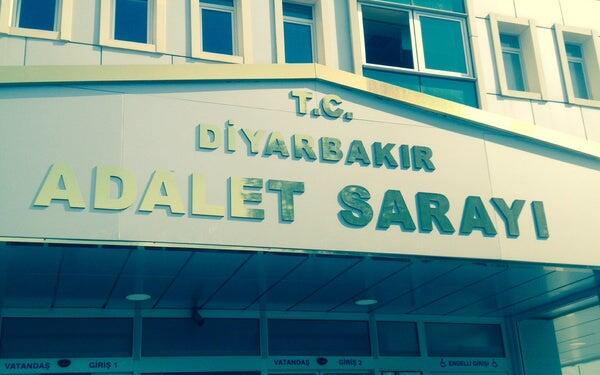 T.C.
DİYARBAKIR
ADALET SARAYI
VATANDAŞ GİRİŞ 1
VATANDAŞ GİRİŞ 2
ENGELLİ GİRİŞİ